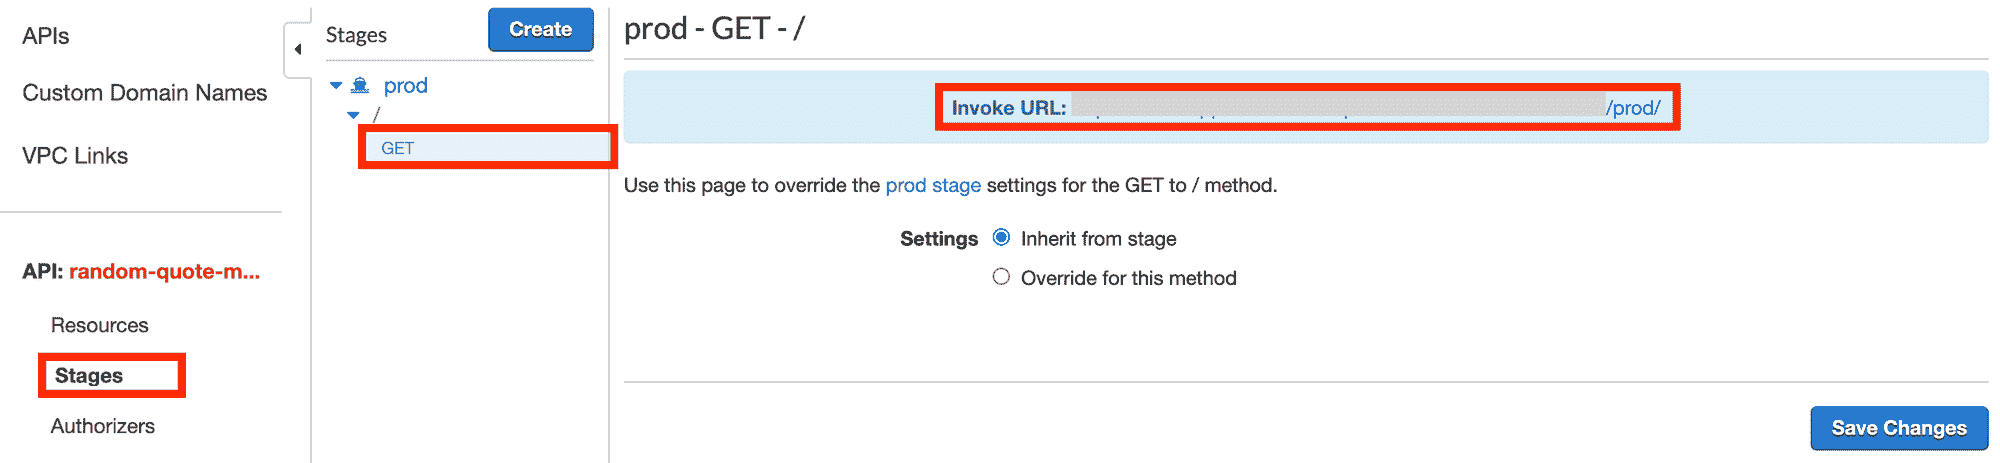 APIs
Custom Domain Names
VPC Links
API: random-quote-m...
Resources
Stages
Authorizers
Stages
Create
prod
/
GET
prod - GET - /
Invoke URL: /prod/
Use this page to override the prod stage settings for the GET to / method.
Settings
Inherit from stage
Override for this method
Save Changes